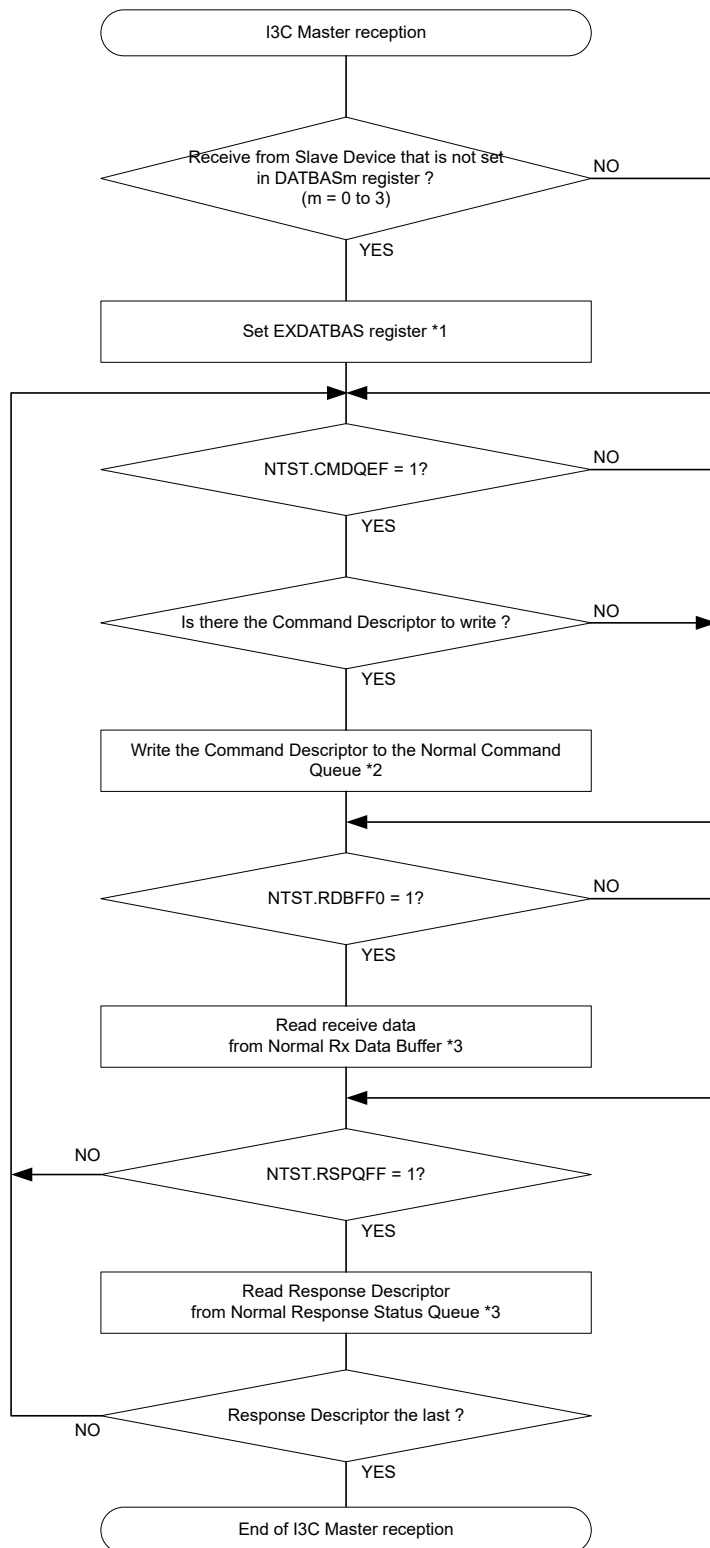 I3C Master reception
Receive from Slave Device that is not set
in DATBASm register ?
(m = 0 to 3)
NO
YES
Set EXDATBAS register *1
NTST.CMDQEF = 1?
NO
YES
Is there the Command Descriptor to write ?
NO
YES
Write the Command Descriptor to the Normal Command
Queue *2
NTST.RDBFF0 = 1?
NO
YES
Read receive data
from Normal Rx Data Buffer *3
NO
NTST.RSPQFF = 1?
YES
Read Response Descriptor
from Normal Response Status Queue *3
Response Descriptor the last ?
NO
YES
End of I3C Master reception